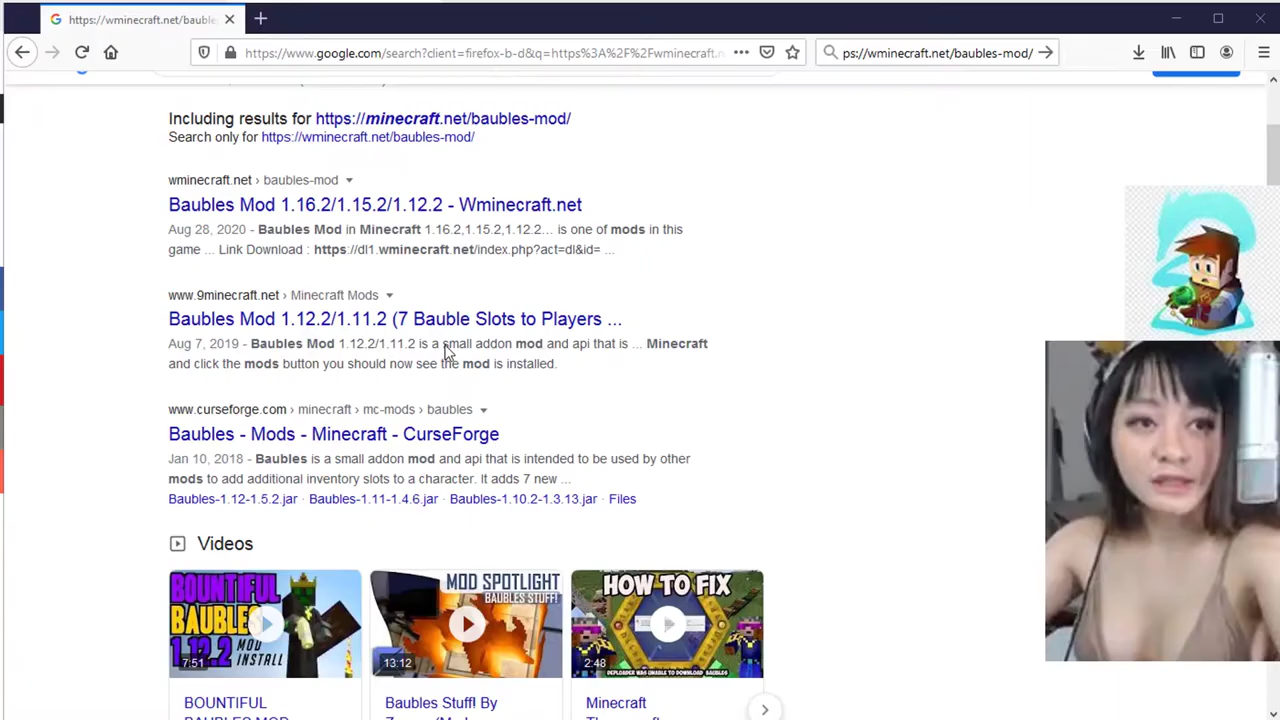 https://wminecraft.net/bauble
https://www.google.com/search?client=firefox-b-d&q=https%3A%2F%2Fwminecraft.n
ps://wminecraft.net/baubles-mod/
Including results for https://minecraft.net/baubles-mod/
Search only for https://wminecraft.net/baubles-mod/
wminecraft.net › baubles-mod
Baubles Mod 1.16.2/1.15.2/1.12.2 - Wminecraft.net
Aug 28, 2020 - Baubles Mod in Minecraft 1.16.2,1.15.2,1.12.2... is one of mods in this
game ... Link Download : https://dl1.wminecraft.net/index.php?act=dl&id= ...
www.9minecraft.net › Minecraft Mods
Baubles Mod 1.12.2/1.11.2 (7 Bauble Slots to Players ...
Aug 7, 2019 - Baubles Mod 1.12.2/1.11.2 is a small addon mod and api that is ... Minecraft
and click the mods button you should now see the mod is installed.
www.curseforge.com › minecraft › mc-mods › baubles
Baubles - Mods - Minecraft - CurseForge
Jan 10, 2018 - Baubles is a small addon mod and api that is intended to be used by other
mods to add additional inventory slots to a character. It adds 7 new ...
Baubles-1.12-1.5.2.jar · Baubles-1.11-1.4.6.jar · Baubles-1.10.2-1.3.13.jar · Files
Videos
BOUNTIFUL
BAUBLES
1.12.2 MOD INSTALL
7:51
MOD SPOTLIGHT
BAUBLES STUFF!
13:12
HOW TO FIX
DEPLOADER WAS UNABLE TO DOWNLOAD BAUBLES
2:48
BOUNTIFUL
Baubles Stuff! By
Minecraft